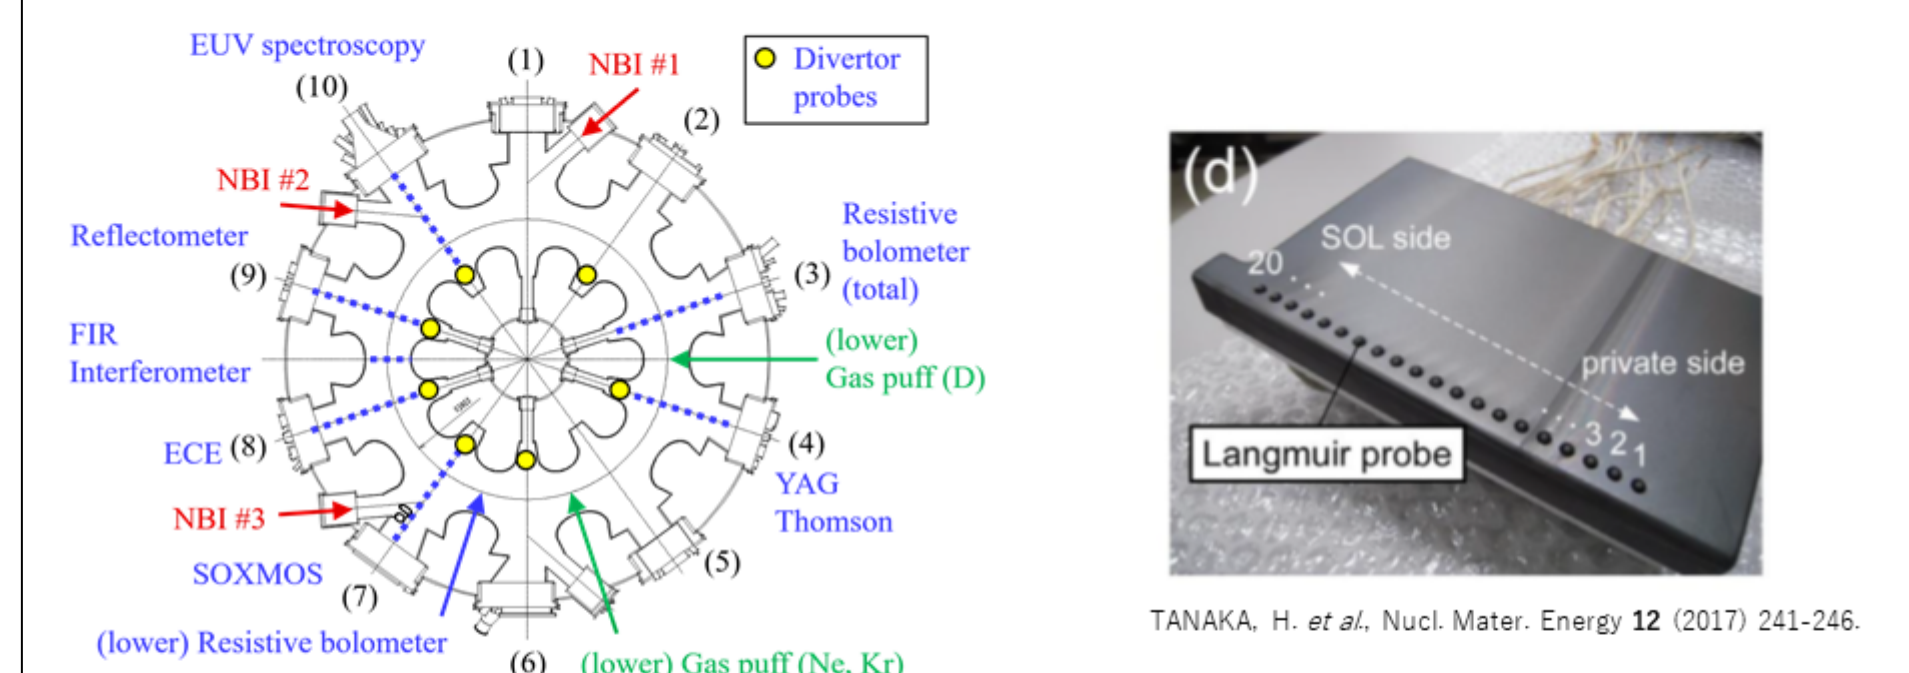 EUV spectroscopy
(10)
(1)
NBI #1
Divertor
probes
(2)
NBI #2
Reflectometer
(9)
Resistive
bolometer
(total)
(3)
FIR
Interferometer
(lower)
Gas puff (D)
ECE
(8)
(4)
YAG
Thomson
NBI #3
SOXMOS
(7)
(5)
(lower) Resistive bolometer
(6)
(lower) Gas puff (Ne, Kr)
(d)
SOL side
20 ...
private side
... 3 2 1
Langmuir probe
TANAKA, H. et al., Nucl. Mater. Energy 12 (2017) 241-246.